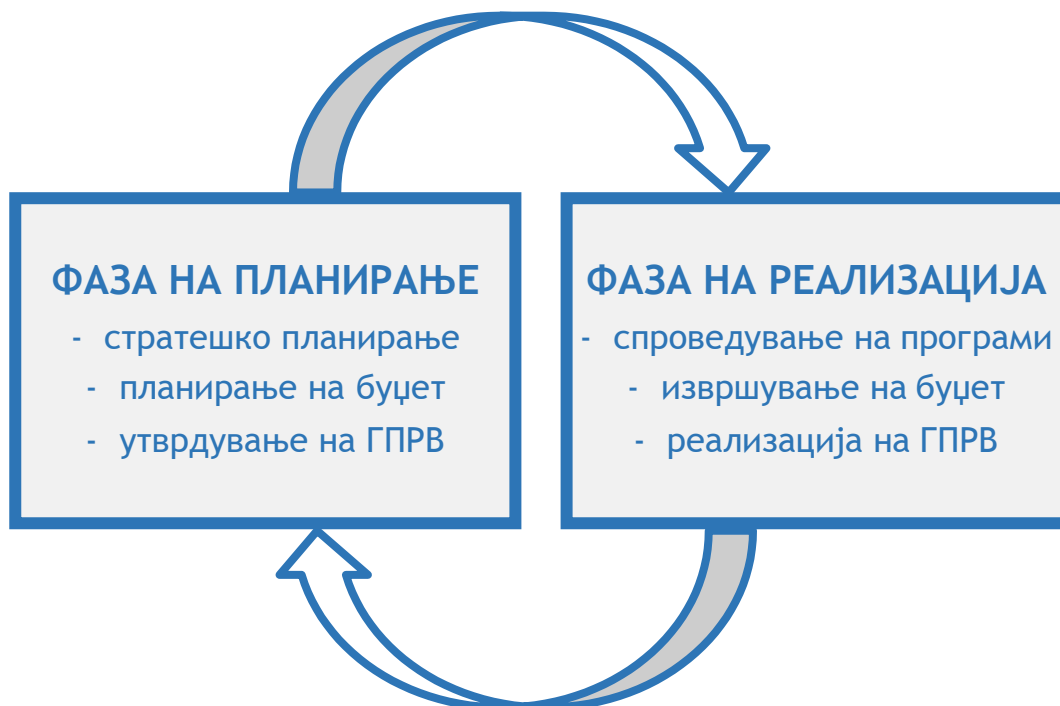 ФАЗА НА ПЛАНИРАЊЕ
- стратешко планирање
- планирање на буџет
- утврдување на ГПРВ
ФАЗА НА РЕАЛИЗАЦИЈА
- спроведување на програми
- извршување на буџет
- реализација на ГПРВ